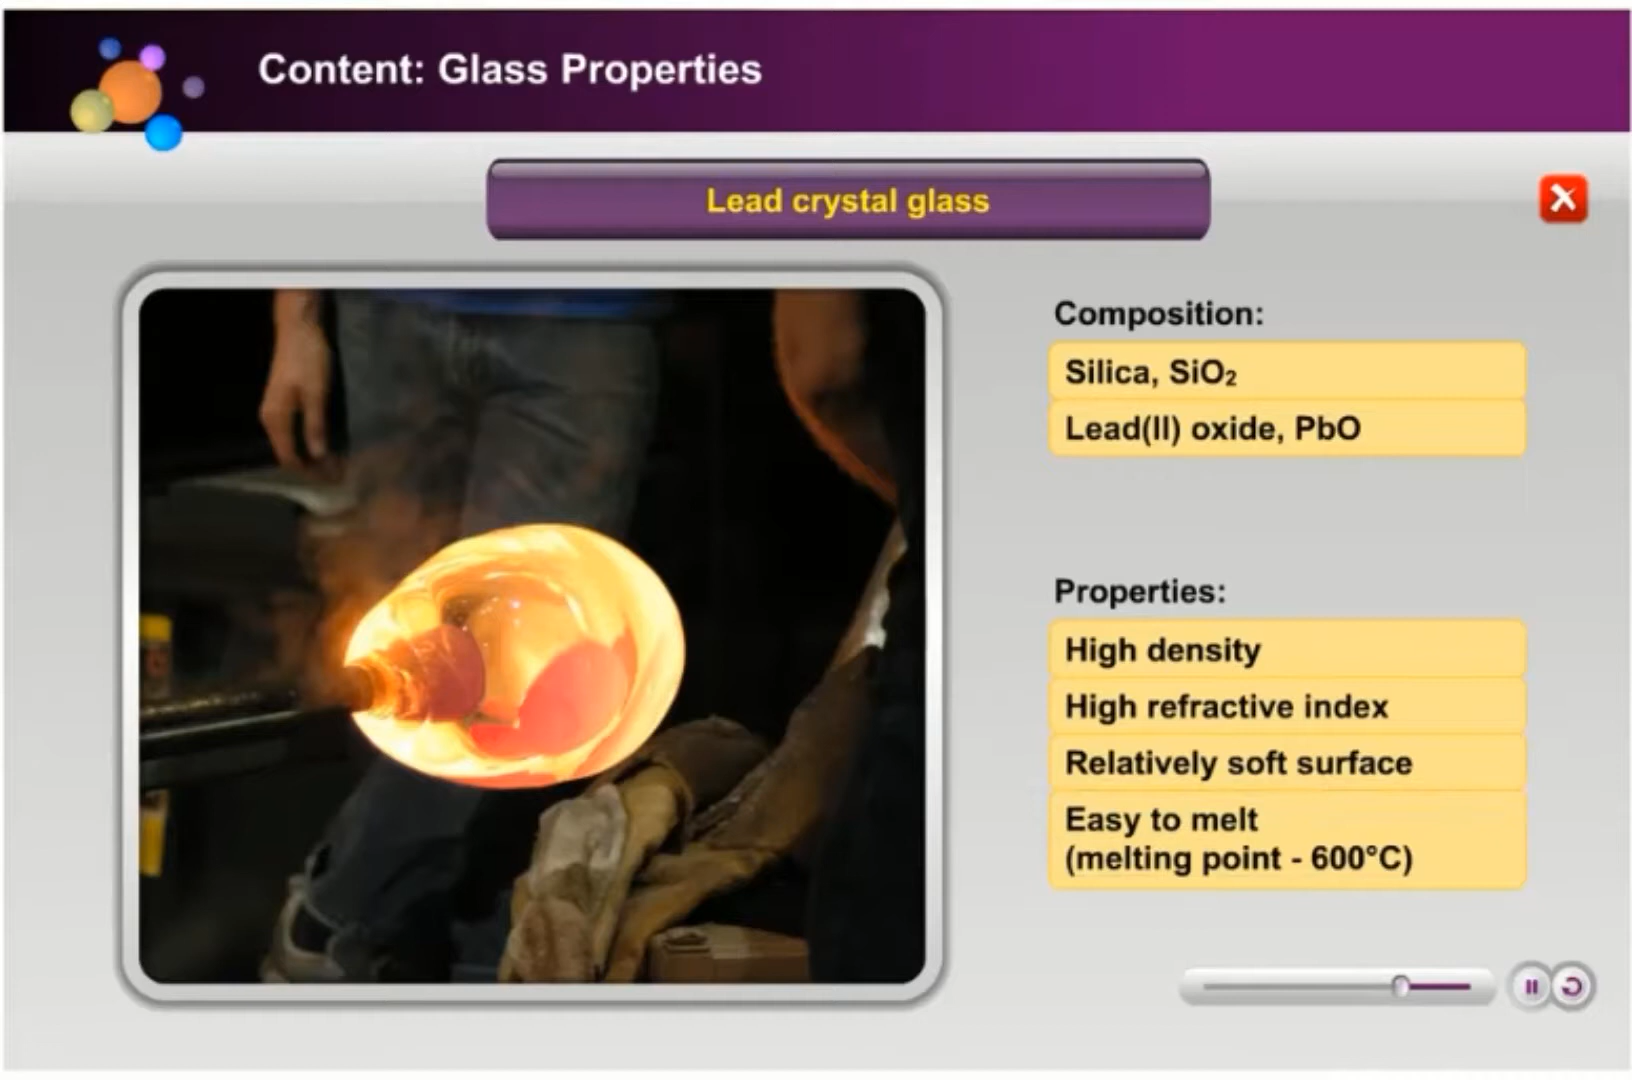 Content: Glass Properties
Lead crystal glass
Composition:
Silica, SiO₂
Lead(II) oxide, PbO
Properties:
High density
High refractive index
Relatively soft surface
Easy to melt
(melting point - 600°C)